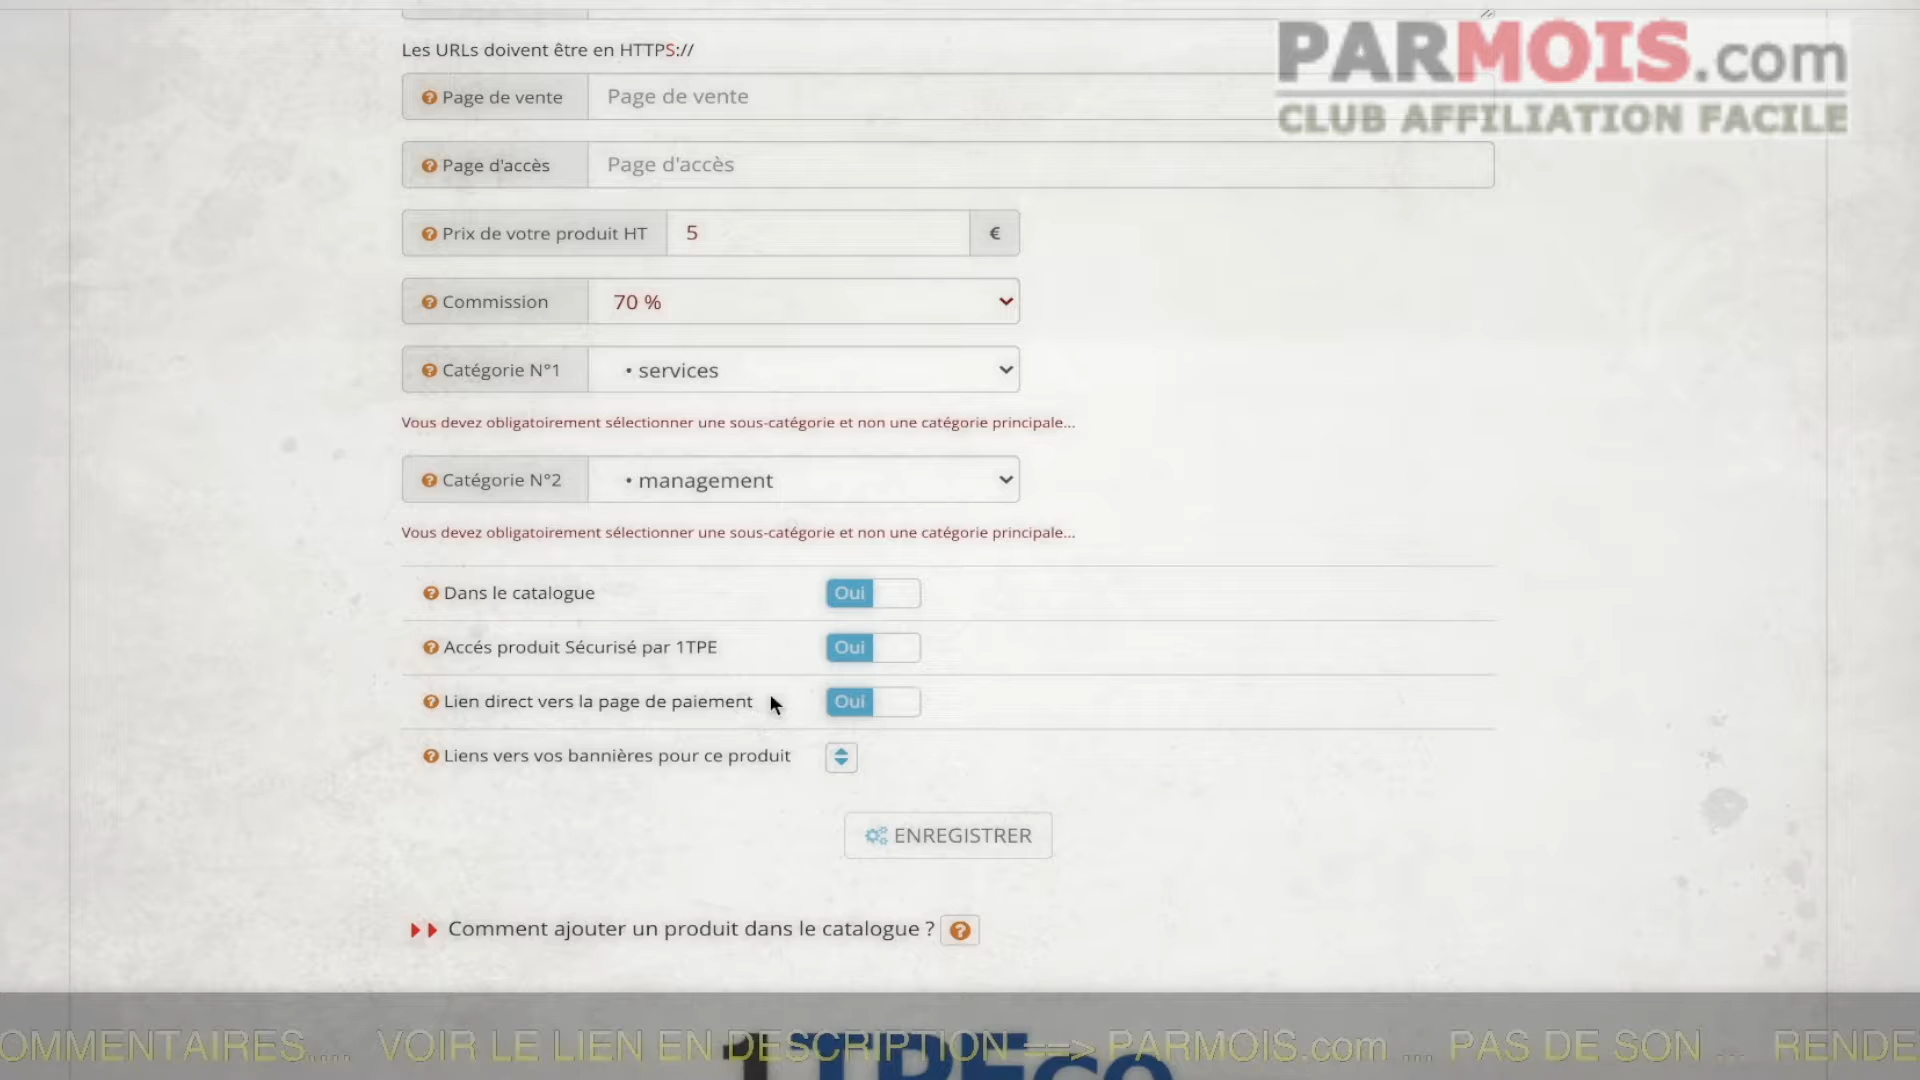 PARMOIS.com
CLUB AFFILIATION FACILE
Les URLs doivent être en HTTPS://
Page de vente Page de vente
Page d'accès Page d'accès
Prix de votre produit HT 5 €
Commission 70 %
Catégorie N°1 • services
Vous devez obligatoirement sélectionner une sous-catégorie et non une catégorie principale...
Catégorie N°2 • management
Vous devez obligatoirement sélectionner une sous-catégorie et non une catégorie principale...
Dans le catalogue Oui
Accés produit Sécurisé par 1TPE Oui
Lien direct vers la page de paiement Oui
Liens vers vos bannières pour ce produit
ENREGISTRER
Comment ajouter un produit dans le catalogue ?
OMMENTAIRES.... VOIR LE LIEN EN DESCRIPTION ==> PARMOIS.com ... PAS DE SON ... RENDE